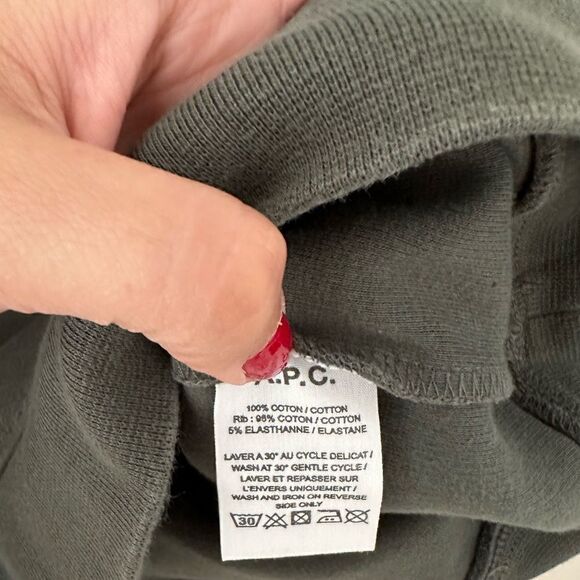 A.P.C.
100% COTON / COTTON
Rib : 95% COTON / COTTON
5% ELASTHANNE / ELASTANE
LAVER A 30° AU CYCLE DELICAT /
WASH AT 30° GENTLE CYCLE /
LAVER ET REPASSER SUR
L'ENVERS UNIQUEMENT /
WASH AND IRON ON REVERSE
SIDE ONLY
30